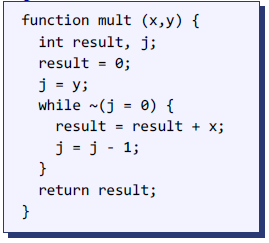 function mult (x,y) {
  int result, j;
  result = 0;
  j = y;
  while ~(j = 0) {
    result = result + x;
    j = j - 1;
  }
  return result;
}